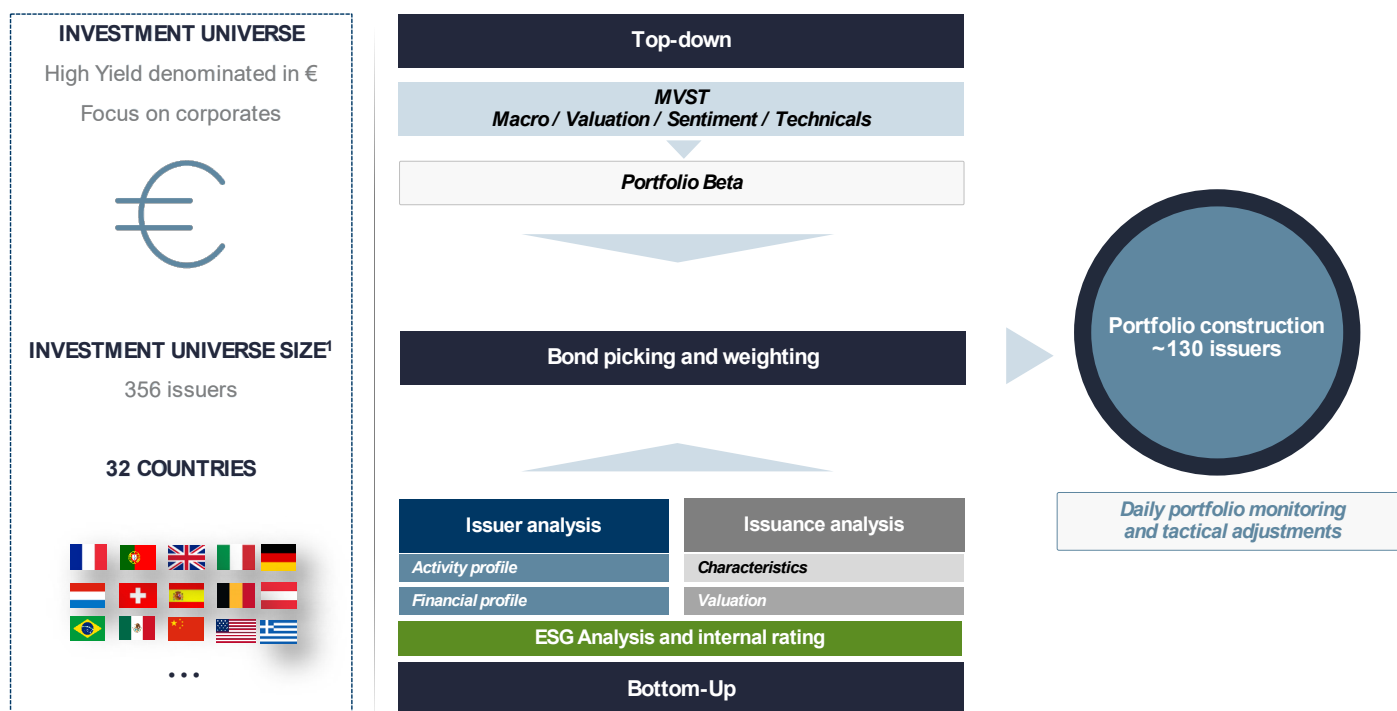 INVESTMENT UNIVERSE
High Yield denominated in €
Focus on corporates
€
INVESTMENT UNIVERSE SIZE¹
356 issuers
32 COUNTRIES
...
Top-down
MVST
Macro / Valuation / Sentiment / Technicals
Portfolio Beta
Bond picking and weighting
Issuer analysis
Issuance analysis
Activity profile
Characteristics
Financial profile
Valuation
ESG Analysis and internal rating
Bottom-Up
Portfolio construction
~130 issuers
Daily portfolio monitoring
and tactical adjustments